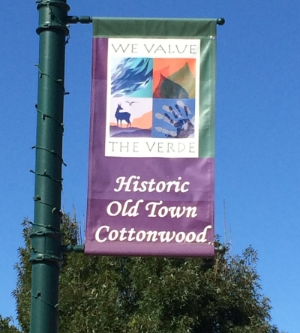 WE VALUE
THE VERDE
Historic
Old Town
Cottonwood